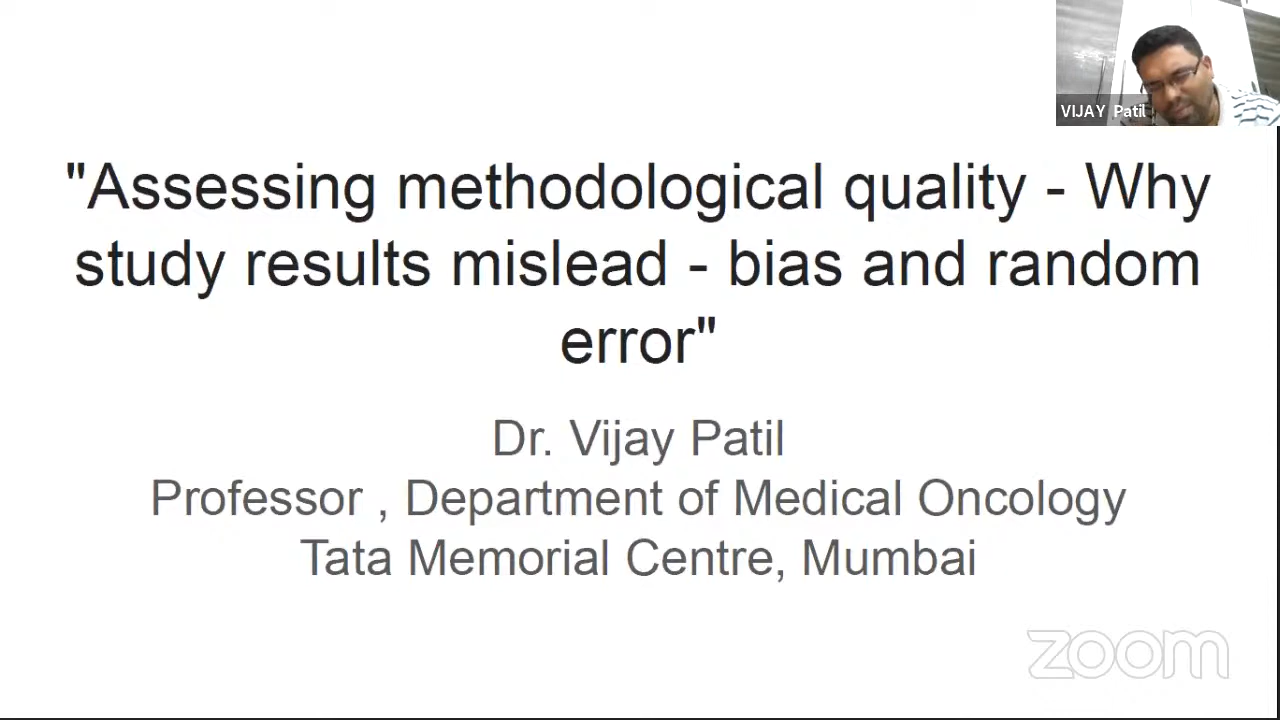 VIJAY Patil
"Assessing methodological quality - Why
study results mislead - bias and random
error"
Dr. Vijay Patil
Professor , Department of Medical Oncology
Tata Memorial Centre, Mumbai
zoom